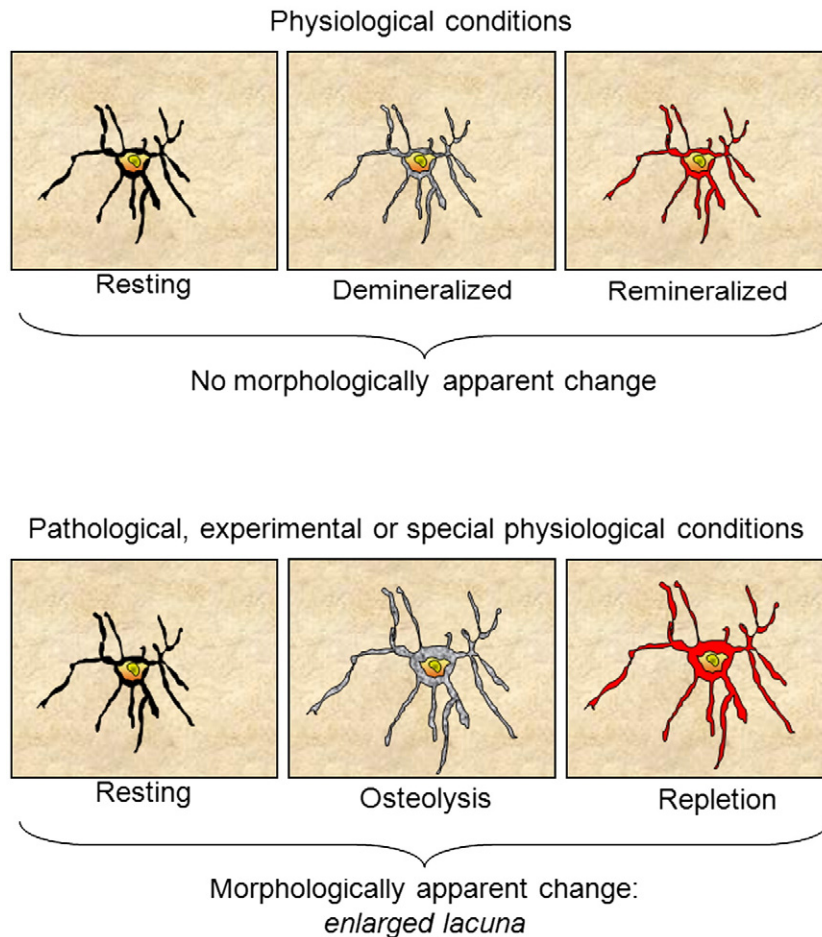 Physiological conditions
Resting
Demineralized
Remineralized
No morphologically apparent change
Pathological, experimental or special physiological conditions
Resting
Osteolysis
Repletion
Morphologically apparent change:
enlarged lacuna